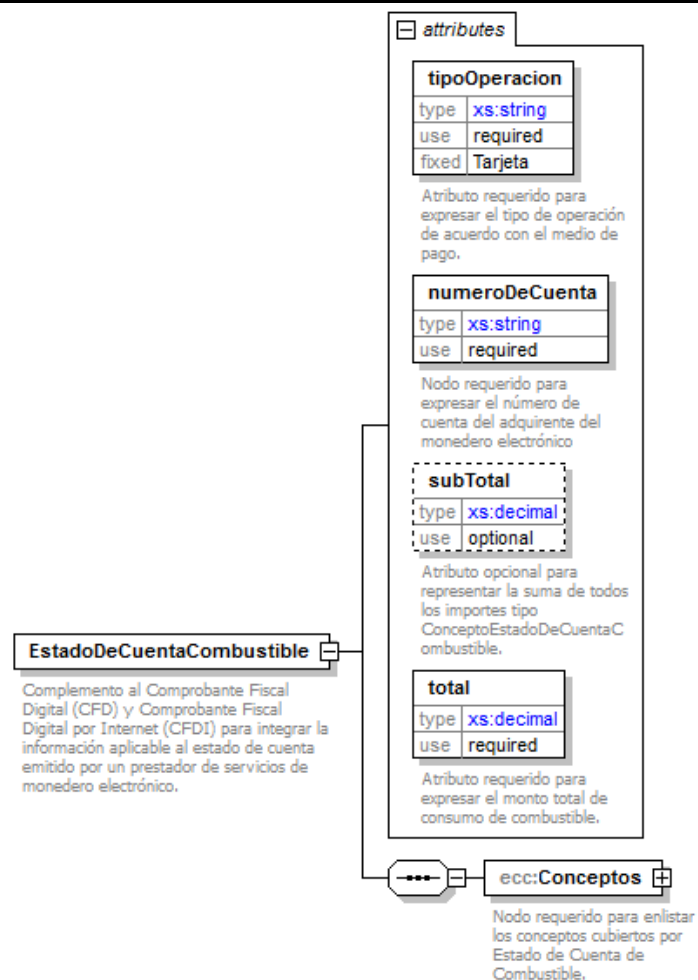 attributes
tipoOperacion
type xs:string
use required
fixed Tarjeta
Atributo requerido para
expresar el tipo de operación
de acuerdo con el medio de
pago.
numeroDeCuenta
type xs:string
use required
Nodo requerido para
expresar el número de
cuenta del adquirente del
monedero electrónico
subTotal
type xs:decimal
use optional
Atributo opcional para
representar la suma de todos
los importes tipo
ConceptoEstadoDeCuentaC
ombustible.
EstadoDeCuentaCombustible
Complemento al Comprobante Fiscal
Digital (CFD) y Comprobante Fiscal
Digital por Internet (CFDI) para integrar la
información aplicable al estado de cuenta
emitido por un prestador de servicios de
monedero electrónico.
total
type xs:decimal
use required
Atributo requerido para
expresar el monto total de
consumo de combustible.
ecc:Conceptos
Nodo requerido para enlistar
los conceptos cubiertos por
Estado de Cuenta de
Combustible.